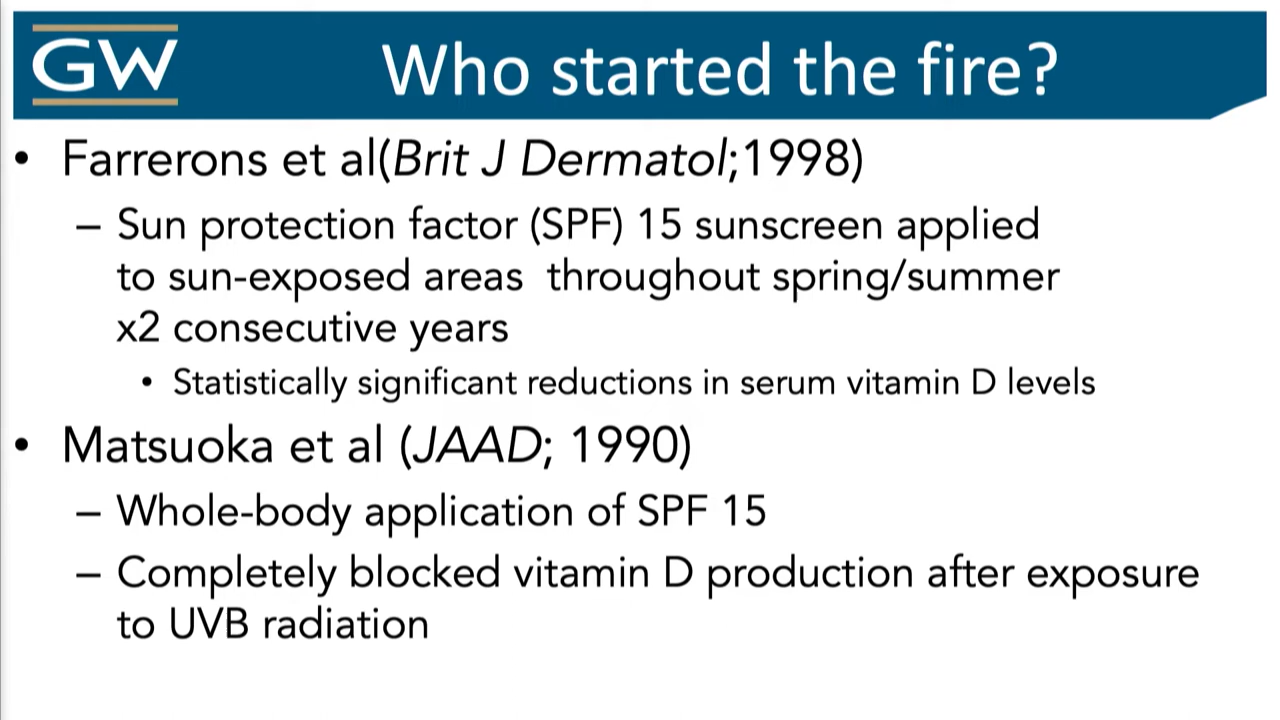 GW
Who started the fire?
• Farrerons et al(Brit J Dermatol;1998)
– Sun protection factor (SPF) 15 sunscreen applied
to sun-exposed areas  throughout spring/summer
x2 consecutive years
• Statistically significant reductions in serum vitamin D levels
• Matsuoka et al (JAAD; 1990)
– Whole-body application of SPF 15
– Completely blocked vitamin D production after exposure
to UVB radiation